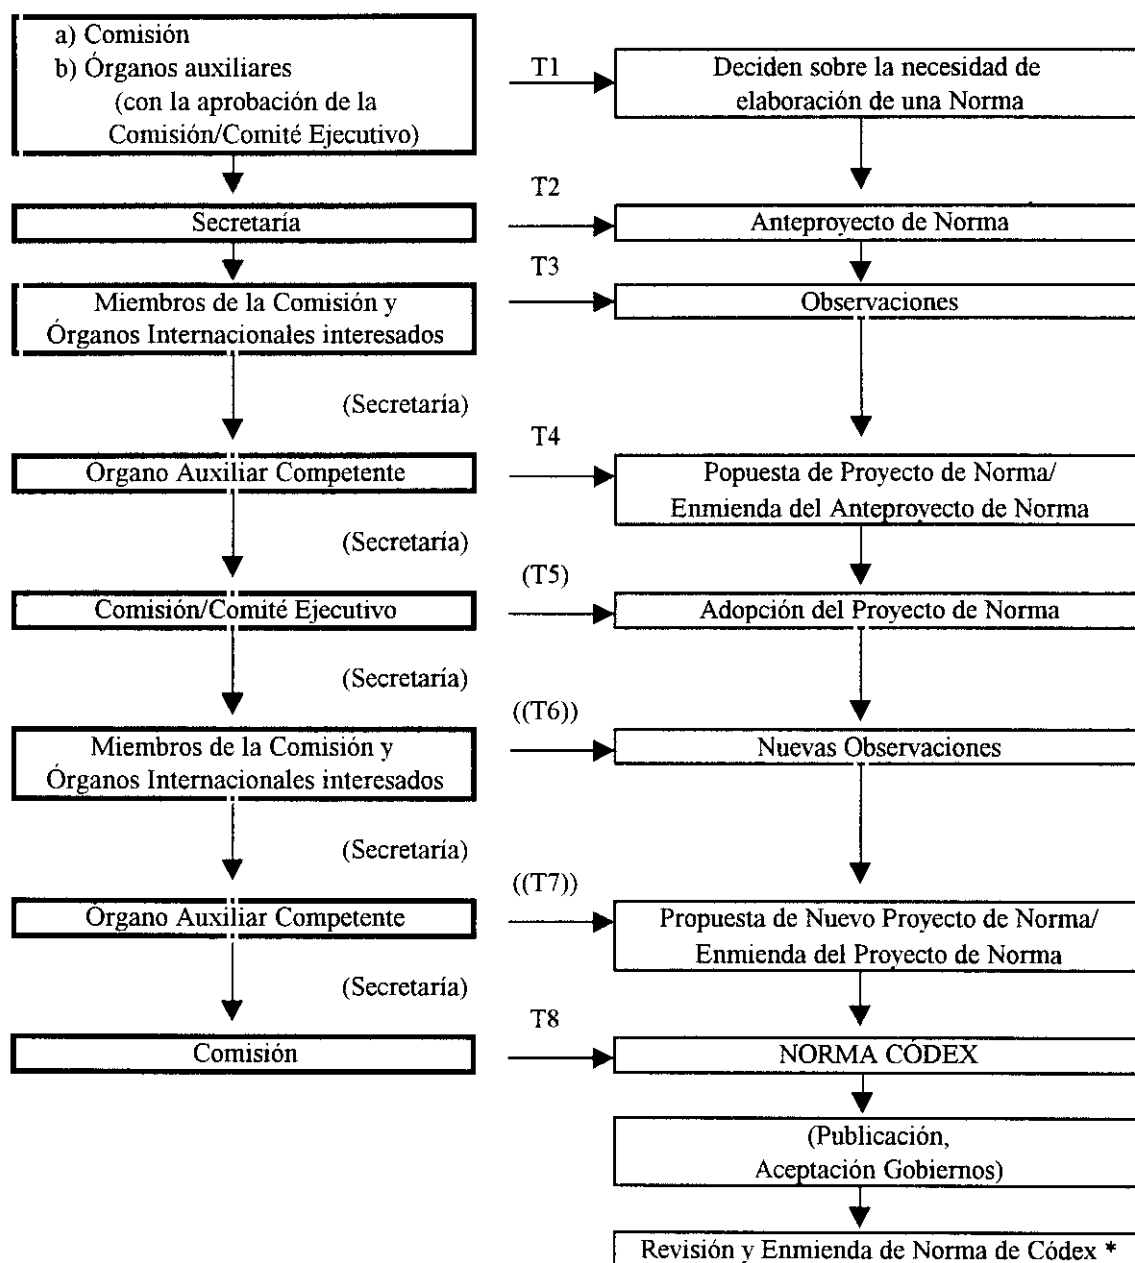 a) Comisión
b) Órganos auxiliares
(con la aprobación de la
Comisión/Comité Ejecutivo)
T1
Deciden sobre la necesidad de
elaboración de una Norma
Secretaría
T2
Anteproyecto de Norma
Miembros de la Comisión y
Órganos Internacionales interesados
T3
Observaciones
(Secretaría)
Órgano Auxiliar Competente
T4
Popuesta de Proyecto de Norma/
Enmienda del Anteproyecto de Norma
(Secretaría)
Comisión/Comité Ejecutivo
(T5)
Adopción del Proyecto de Norma
(Secretaría)
Miembros de la Comisión y
Órganos Internacionales interesados
((T6))
Nuevas Observaciones
(Secretaría)
Órgano Auxiliar Competente
((T7))
Propuesta de Nuevo Proyecto de Norma/
Enmienda del Proyecto de Norma
(Secretaría)
Comisión
T8
NORMA CÓDEX
(Publicación,
Aceptación Gobiernos)
Revisión y Enmienda de Norma de Códex *